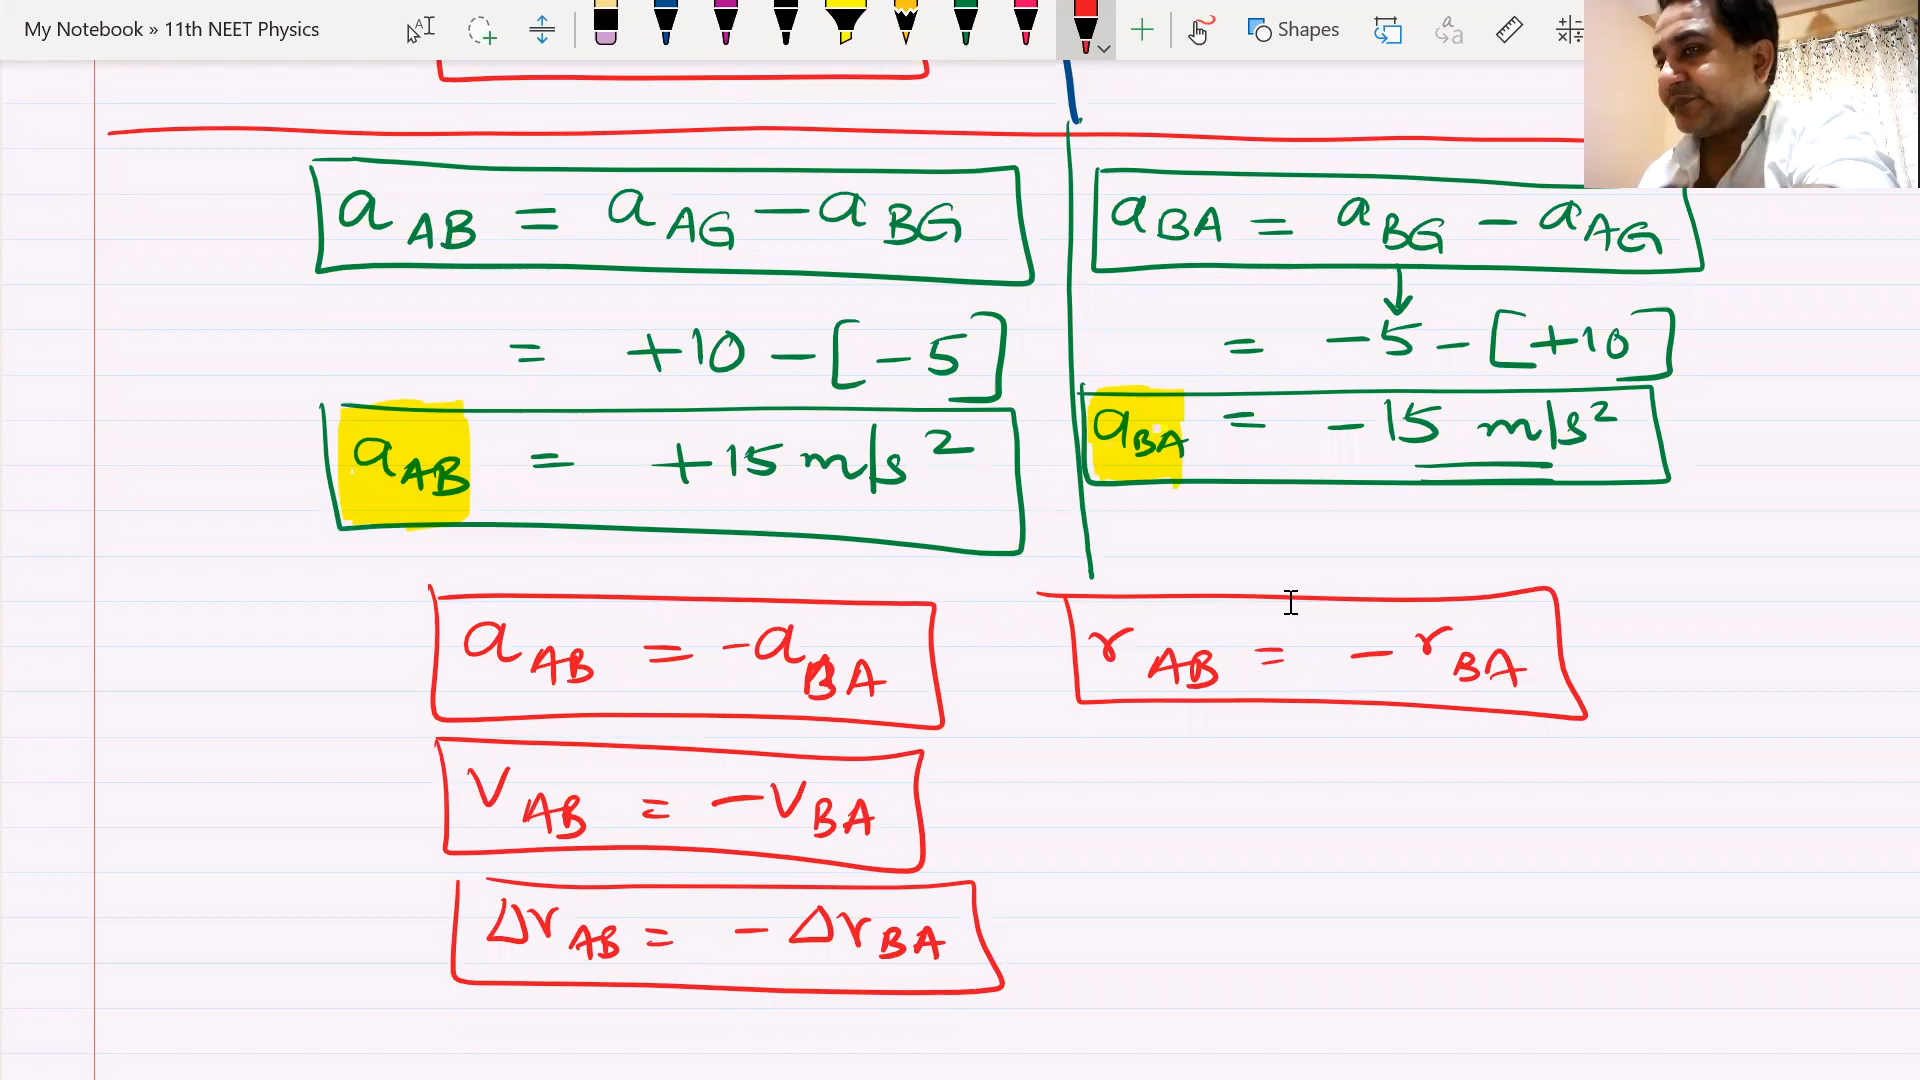 My Notebook » 11th NEET Physics
Shapes
a AB = a AG − a BG
= +10 − [−5]
a AB = +15 m/s²
a BA = a BG − a AG
= −5 − [+10]
a BA = −15 m/s²
a AB = −a BA
r AB = −r BA
V AB = −V BA
Δr AB = −Δr BA